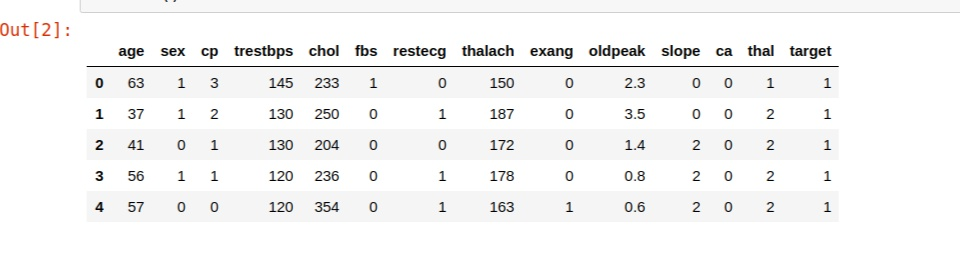 Out[2]:
age sex cp trestbps chol fbs restecg thalach exang oldpeak slope ca thal target
0 63 1 3 145 233 1 0 150 0 2.3 0 0 1 1
1 37 1 2 130 250 0 1 187 0 3.5 0 0 2 1
2 41 0 1 130 204 0 0 172 0 1.4 2 0 2 1
3 56 1 1 120 236 0 1 178 0 0.8 2 0 2 1
4 57 0 0 120 354 0 1 163 1 0.6 2 0 2 1